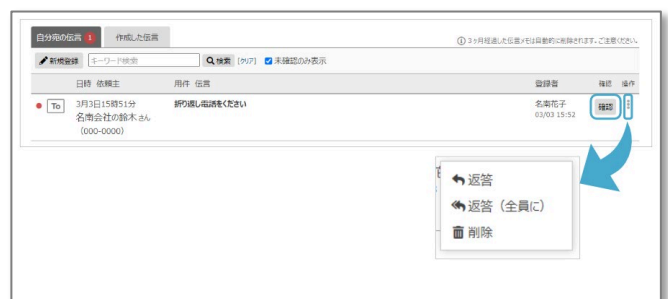 自分宛の伝言 1 作成した伝言
3ヶ月経過した伝言メモは自動的に削除されます。ご注意ください。
新規登録 キーワード検索 検索 [クリア] 未確認のみ表示
日時 依頼主 用件 伝言 登録者 確認 操作
To 3月3日15時51分 折り返し電話をください 名南花子 確認
名南会社の鈴木さん 03/03 15:52
(000-0000)
返答
返答（全員に）
削除